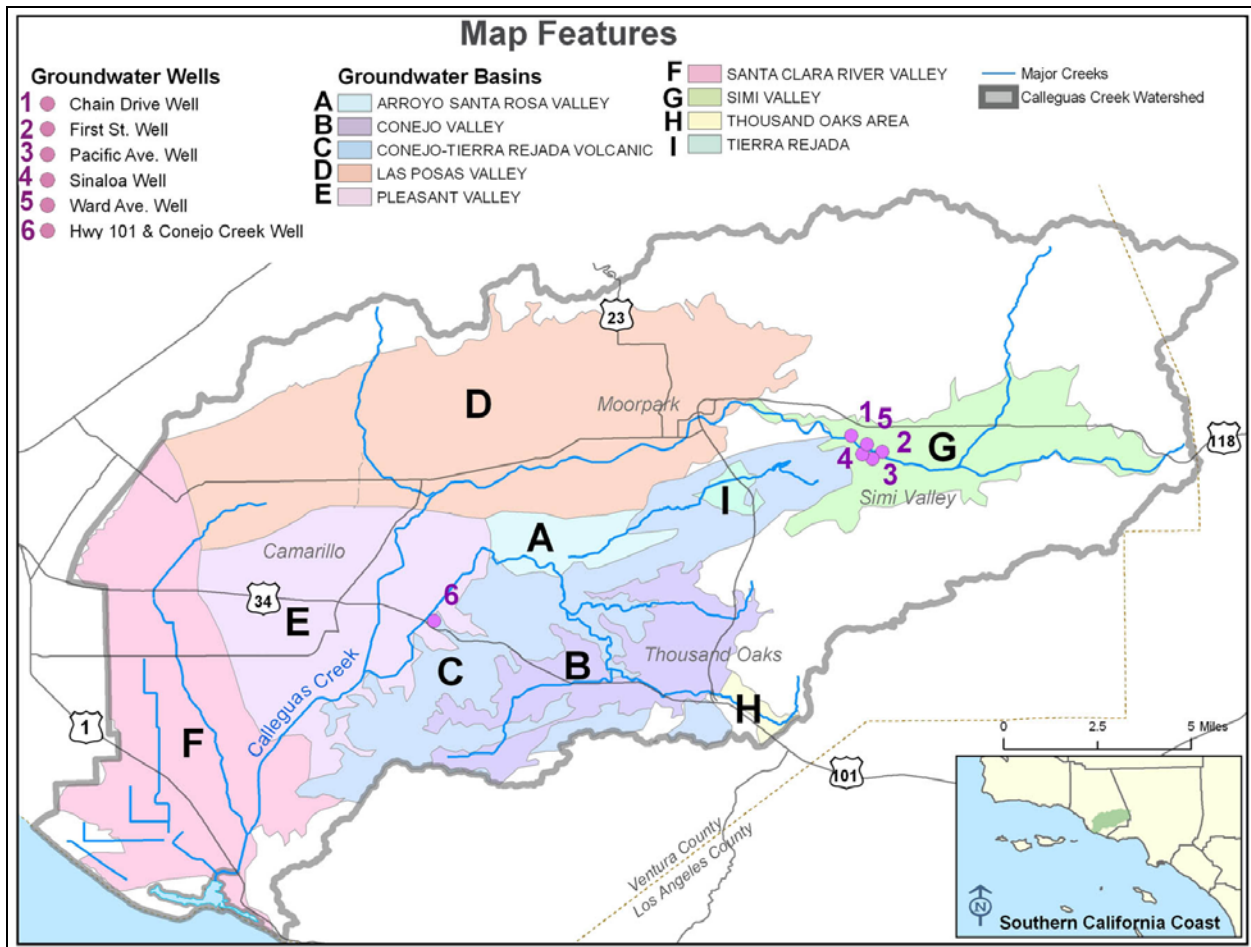 Map Features
Groundwater Wells
1 Chain Drive Well
2 First St. Well
3 Pacific Ave. Well
4 Sinaloa Well
5 Ward Ave. Well
6 Hwy 101 & Conejo Creek Well
Groundwater Basins
A ARROYO SANTA ROSA VALLEY
B CONEJO VALLEY
C CONEJO-TIERRA REJADA VOLCANIC
D LAS POSAS VALLEY
E PLEASANT VALLEY
F SANTA CLARA RIVER VALLEY
G SIMI VALLEY
H THOUSAND OAKS AREA
I TIERRA REJADA
Major Creeks
Calleguas Creek Watershed
23
D
Moorpark
1
5
2
G
118
4
3
Simi Valley
I
A
Camarillo
34
E
6
C
B
Thousand Oaks
H
Calleguas Creek
1
F
101
0 2.5 5 Miles
Ventura County
Los Angeles County
N
Southern California Coast